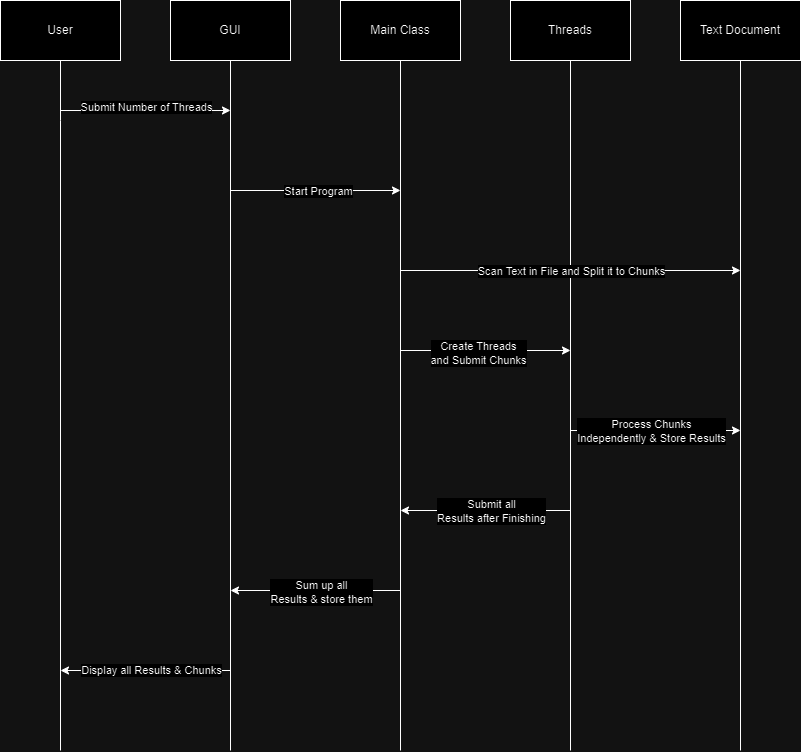 User
GUI
Main Class
Threads
Text Document
Submit Number of Threads
Start Program
Scan Text in File and Split it to Chunks
Create Threads
and Submit Chunks
Process Chunks
Independently & Store Results
Submit all
Results after Finishing
Sum up all
Results & store them
Display all Results & Chunks